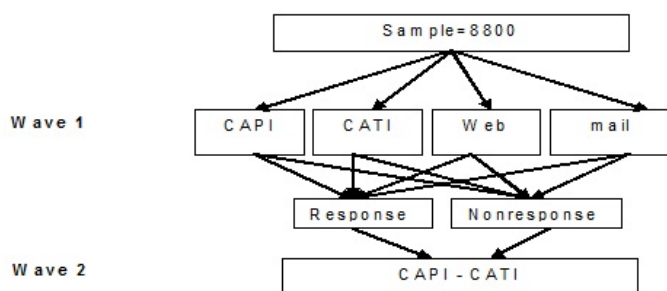 Sample=8800
Wave 1
CAPI
CATI
Web
mail
Response
Nonresponse
Wave 2
CAPI-CATI